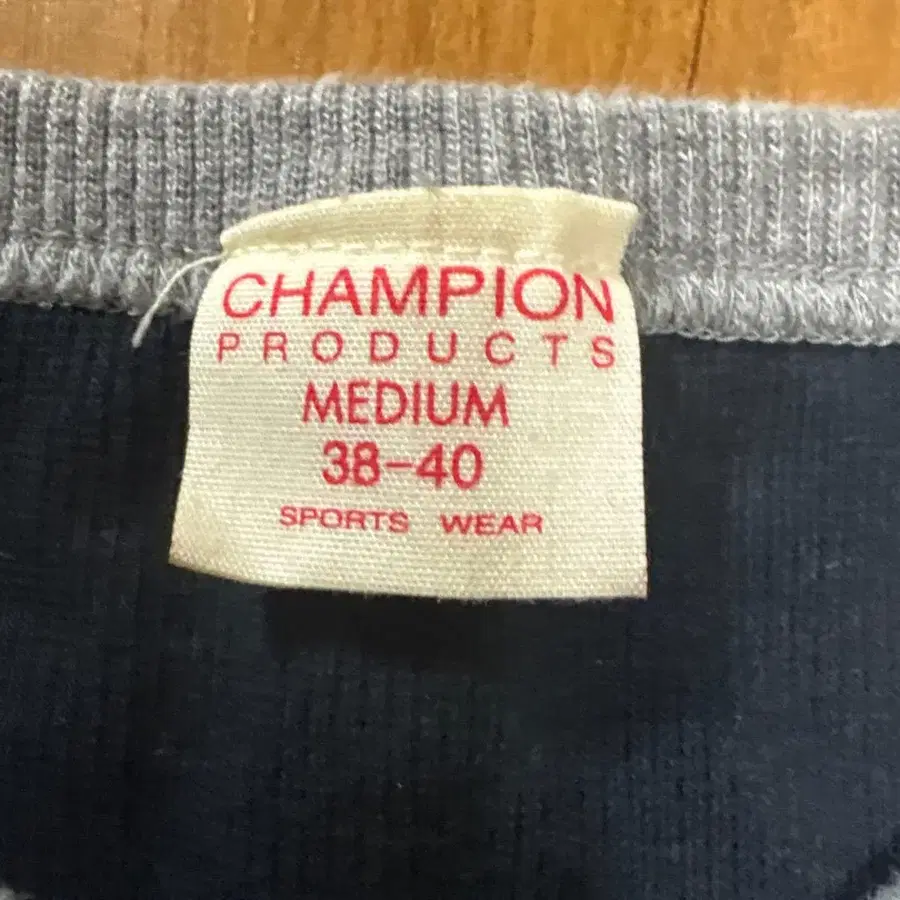 CHAMPION
PRODUCTS
MEDIUM
38-40
SPORTS WEAR